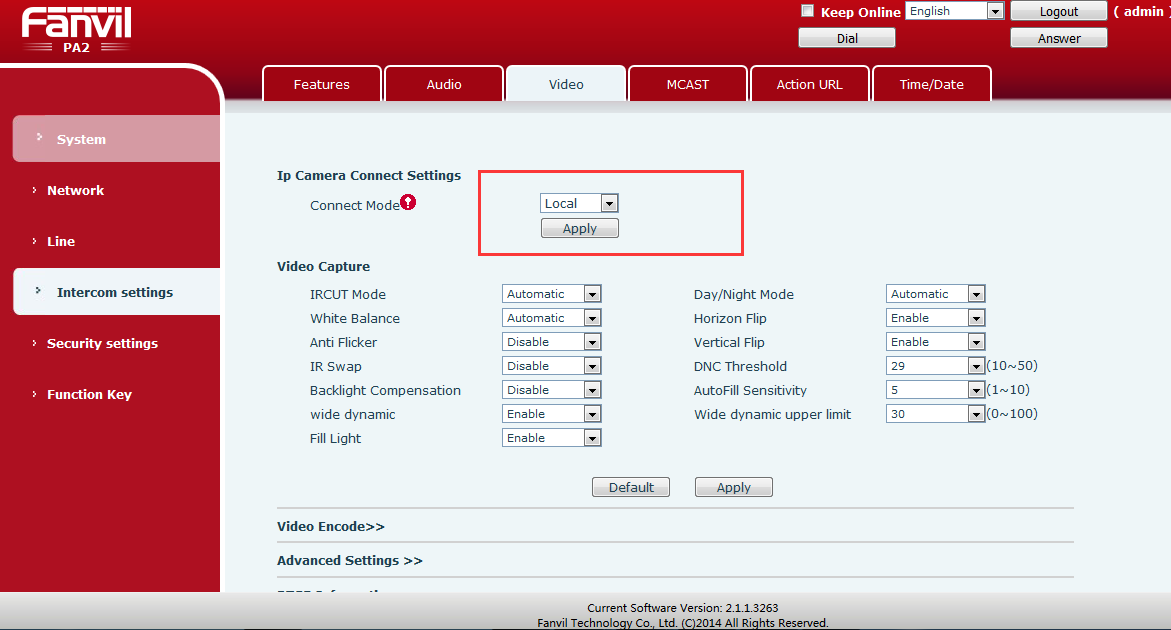 Fanvil
PA2
Keep Online English Logout ( admin )
Dial Answer
Features Audio Video MCAST Action URL Time/Date
System
Network
Line
Intercom settings
Security settings
Function Key
Ip Camera Connect Settings
Connect Mode Local
Apply
Video Capture
IRCUT Mode Automatic Day/Night Mode Automatic
White Balance Automatic Horizon Flip Enable
Anti Flicker Disable Vertical Flip Enable
IR Swap Disable DNC Threshold 29 (10~50)
Backlight Compensation Disable AutoFill Sensitivity 5 (1~10)
wide dynamic Enable Wide dynamic upper limit 30 (0~100)
Fill Light Enable
Default Apply
Video Encode>>
Advanced Settings >>
Current Software Version: 2.1.1.3263
Fanvil Technology Co., Ltd. (C)2014 All Rights Reserved.